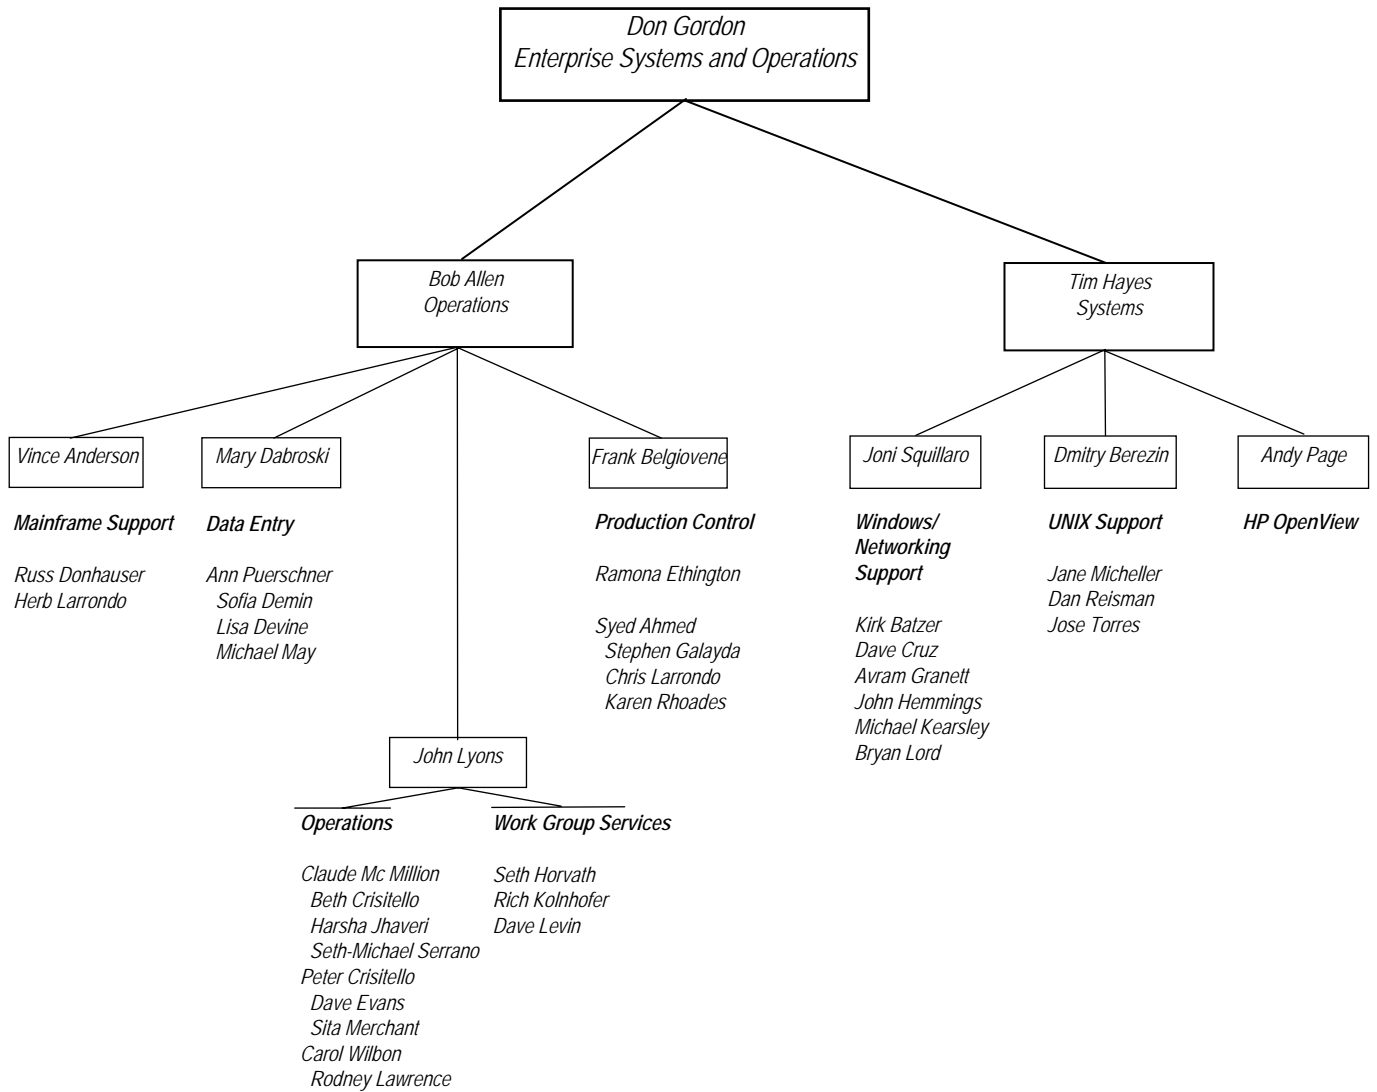 Don Gordon
Enterprise Systems and Operations
Bob Allen
Operations
Tim Hayes
Systems
Vince Anderson
Mainframe Support
Russ Donhauser
Herb Larrondo
Mary Dabroski
Data Entry
Ann Puerschner
Sofia Demin
Lisa Devine
Michael May
Frank Belgiovene
Production Control
Ramona Ethington
Syed Ahmed
Stephen Galayda
Chris Larrondo
Karen Rhoades
Joni Squillaro
Windows/
Networking
Support
Kirk Batzer
Dave Cruz
Avram Granett
John Hemmings
Michael Kearsley
Bryan Lord
Dmitry Berezin
UNIX Support
Jane Micheller
Dan Reisman
Jose Torres
Andy Page
HP OpenView
John Lyons
Operations
Claude Mc Million
Beth Crisitello
Harsha Jhaveri
Seth-Michael Serrano
Peter Crisitello
Dave Evans
Sita Merchant
Carol Wilbon
Rodney Lawrence
Work Group Services
Seth Horvath
Rich Kolnhofer
Dave Levin